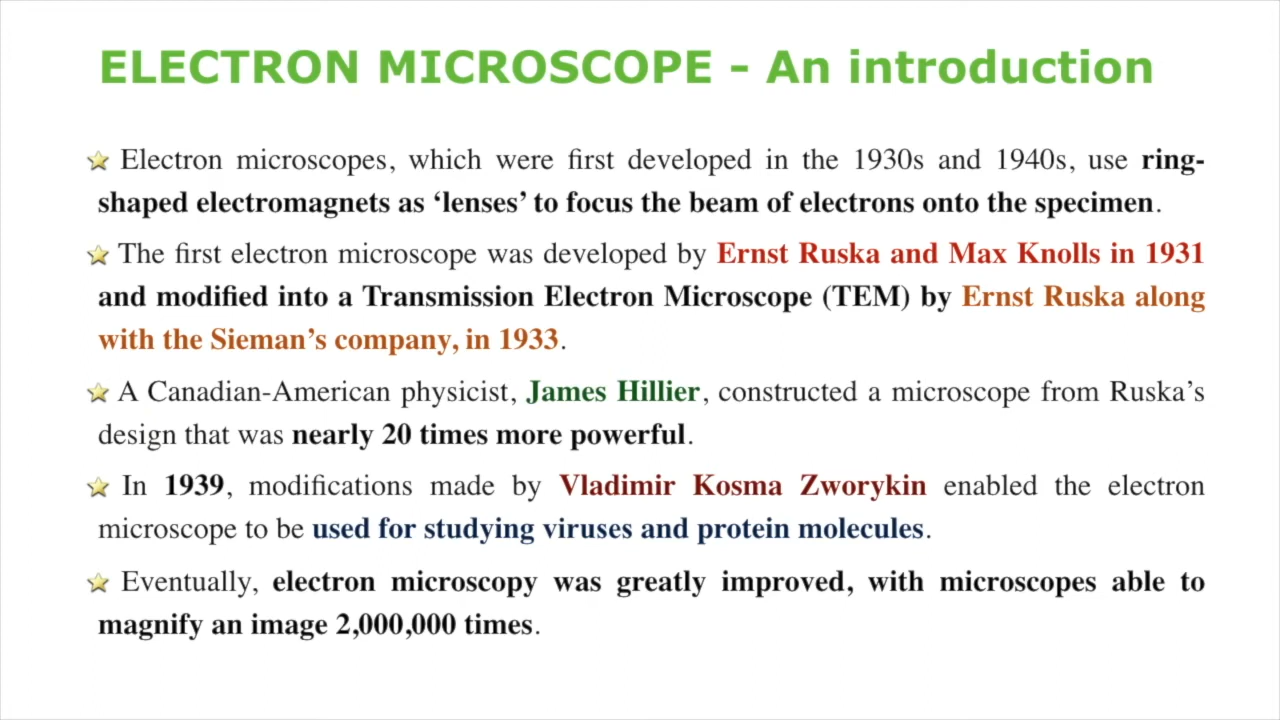 ELECTRON MICROSCOPE - An introduction
Electron microscopes, which were first developed in the 1930s and 1940s, use ring-
shaped electromagnets as ‘lenses’ to focus the beam of electrons onto the specimen.
The first electron microscope was developed by Ernst Ruska and Max Knolls in 1931
and modified into a Transmission Electron Microscope (TEM) by Ernst Ruska along
with the Sieman’s company, in 1933.
A Canadian-American physicist, James Hillier, constructed a microscope from Ruska’s
design that was nearly 20 times more powerful.
In 1939, modifications made by Vladimir Kosma Zworykin enabled the electron
microscope to be used for studying viruses and protein molecules.
Eventually, electron microscopy was greatly improved, with microscopes able to
magnify an image 2,000,000 times.